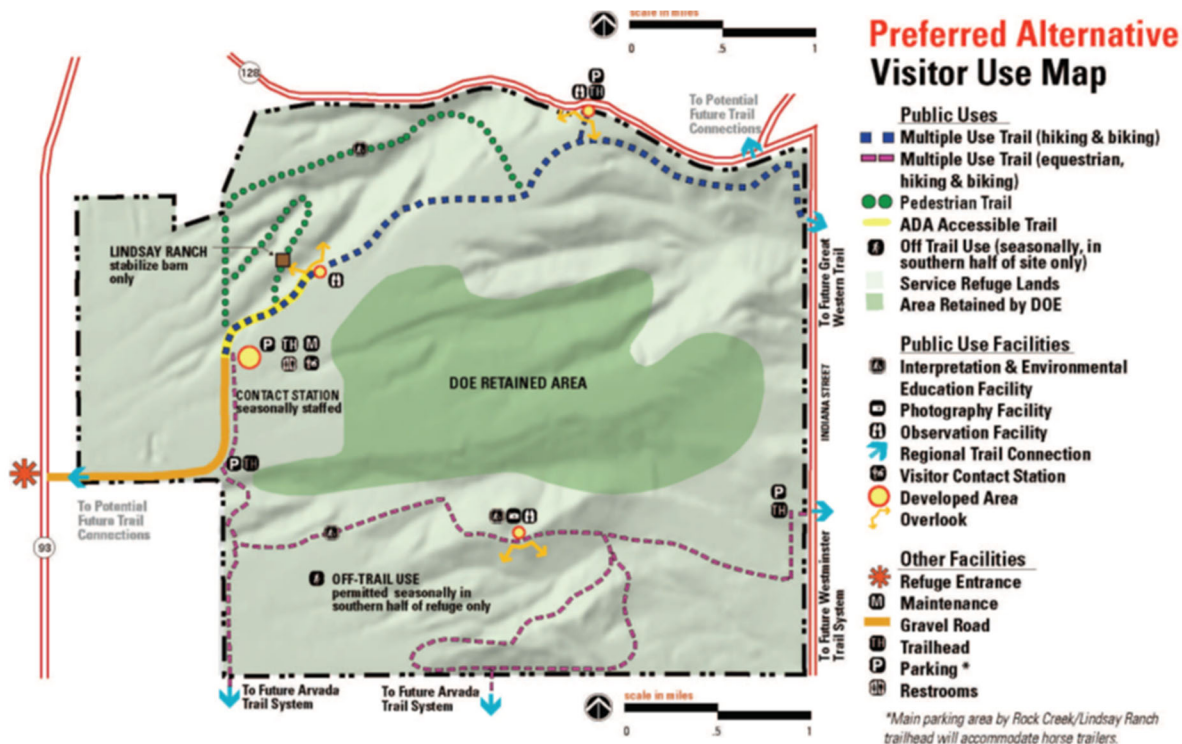 scale in miles
0 .5 1
Preferred Alternative
Visitor Use Map
128
P
TH
To Potential
Future Trail
Connections
LINDSAY RANCH
stabilize barn
only
P TH M
CONTACT STATION
seasonally staffed
DOE RETAINED AREA
To Future Great
Western Trail
INDIANA STREET
P TH
To Potential
Future Trail
Connections
93
P
TH
OFF-TRAIL USE
permitted seasonally in
southern half of refuge only
To Future Westminster
Trail System
To Future Arvada
Trail System
To Future Arvada
Trail System
scale in miles
0 .5 1
Public Uses
Multiple Use Trail (hiking & biking)
Multiple Use Trail (equestrian,
hiking & biking)
Pedestrian Trail
ADA Accessible Trail
Off Trail Use (seasonally, in
southern half of site only)
Service Refuge Lands
Area Retained by DOE
Public Use Facilities
Interpretation & Environmental
Education Facility
Photography Facility
Observation Facility
Regional Trail Connection
Visitor Contact Station
Developed Area
Overlook
Other Facilities
Refuge Entrance
M Maintenance
Gravel Road
TH Trailhead
P Parking *
Restrooms
*Main parking area by Rock Creek/Lindsay Ranch
trailhead will accommodate horse trailers.